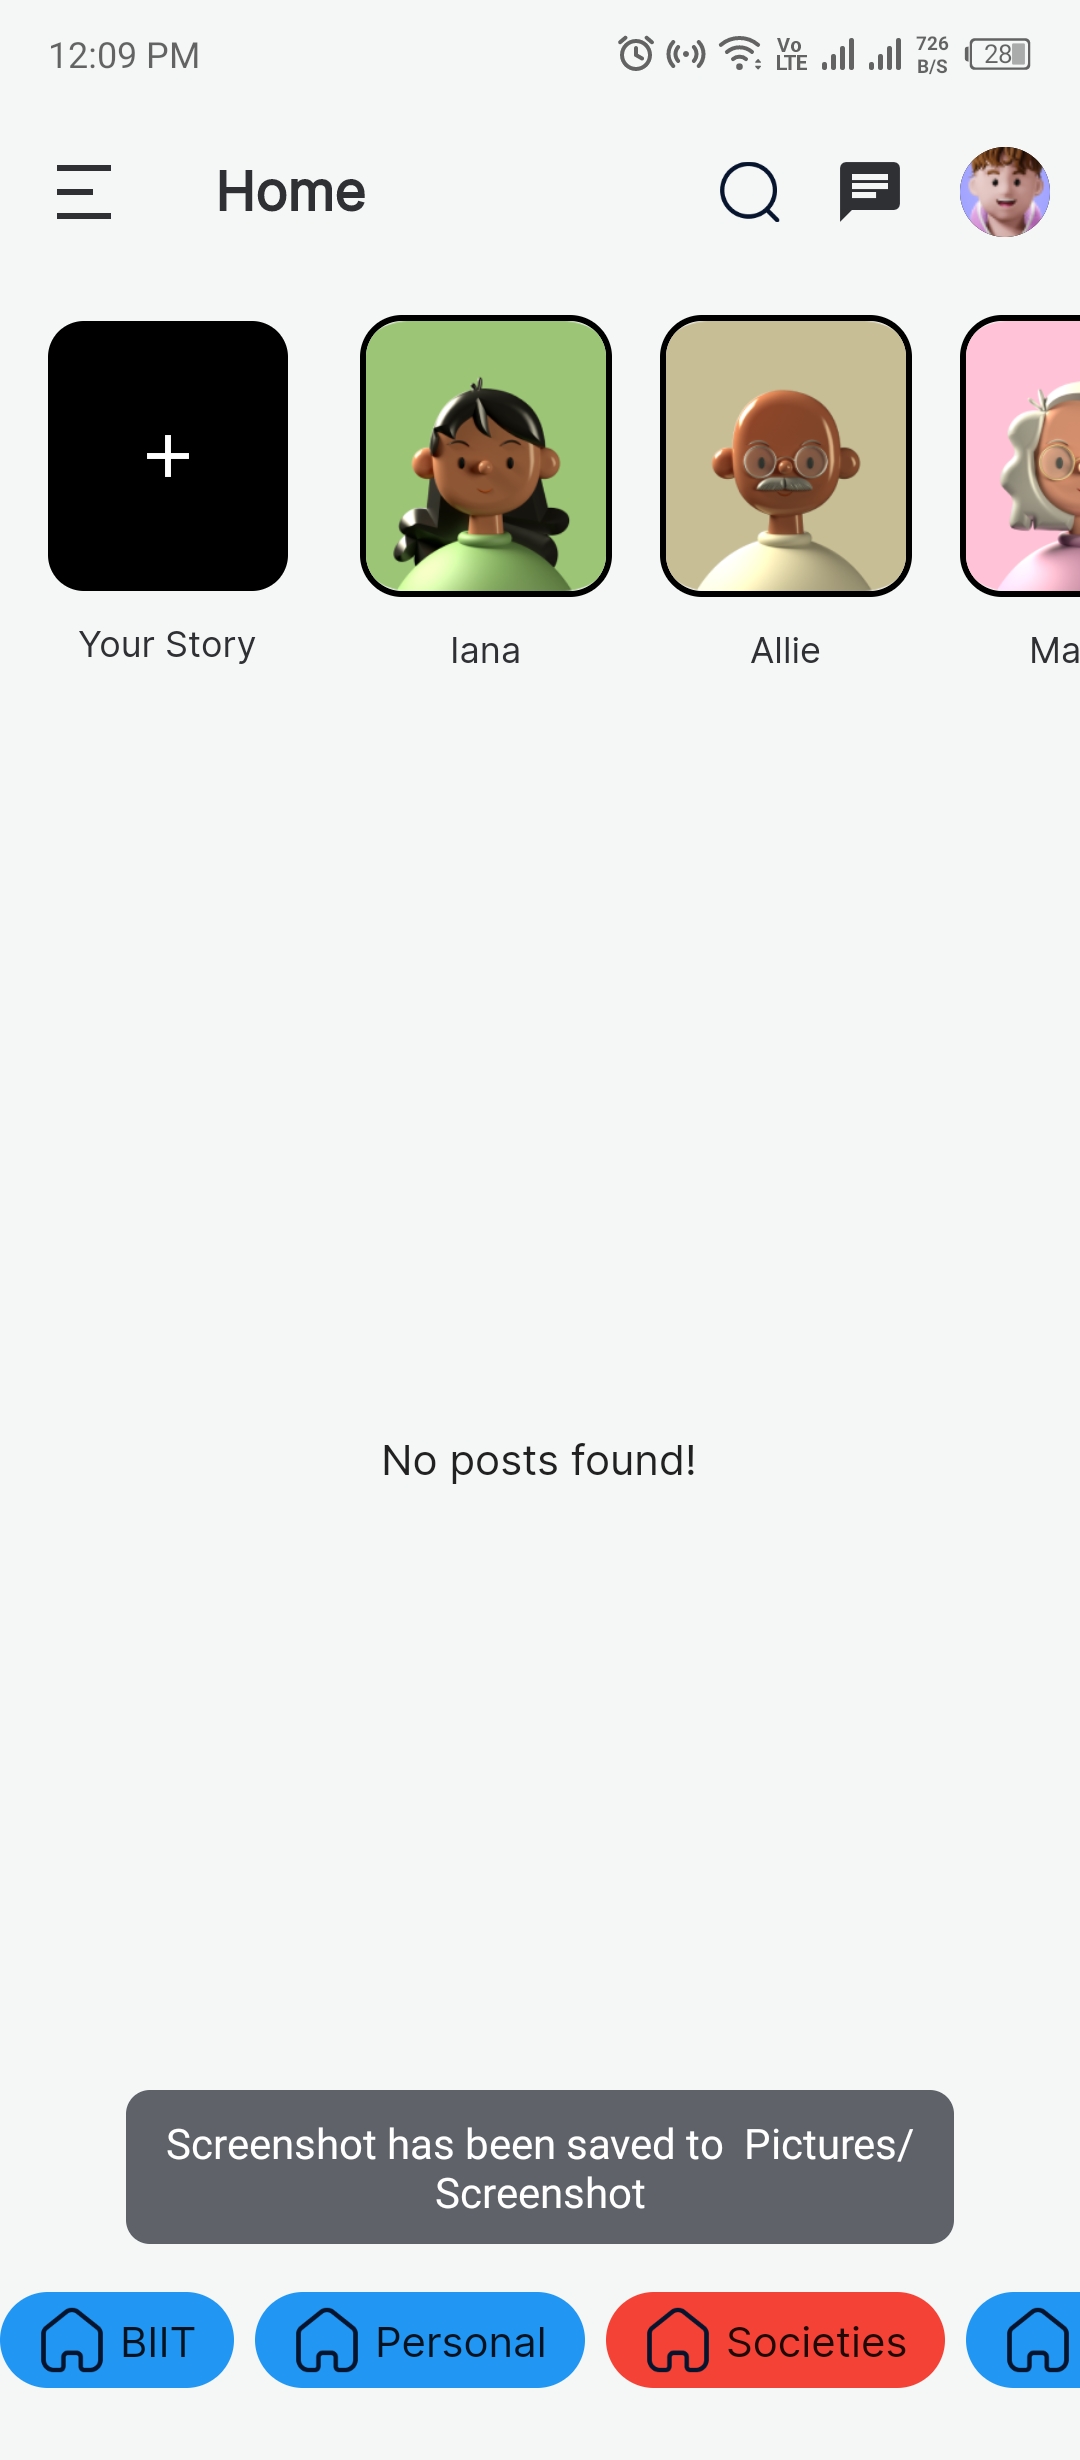 12:09 PM
Vo
LTE
726
B/S
28
Home
Your Story
Iana
Allie
Ma
No posts found!
Screenshot has been saved to  Pictures/
Screenshot
BIIT
Personal
Societies